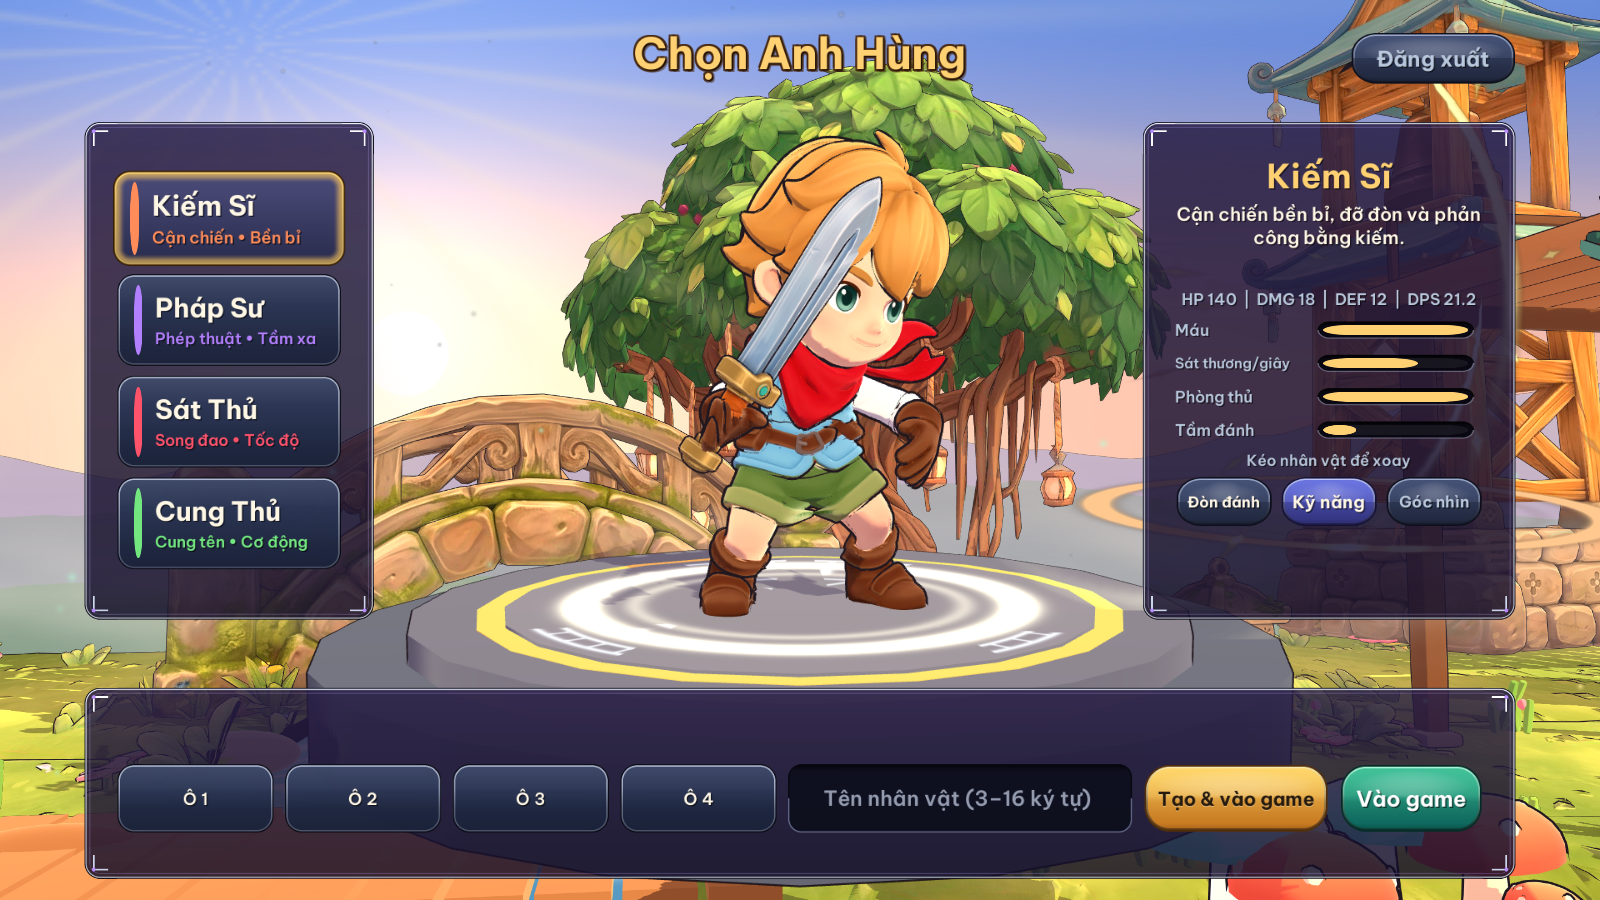 Chọn Anh Hùng
Đăng xuất
Kiếm Sĩ
Cận chiến • Bền bỉ
Pháp Sư
Phép thuật • Tầm xa
Sát Thủ
Song đao • Tốc độ
Cung Thủ
Cung tên • Cơ động
Kiếm Sĩ
Cận chiến bền bỉ, đỡ đòn và phản
công bằng kiếm.
HP 140 | DMG 18 | DEF 12 | DPS 21.2
Máu
Sát thương/giây
Phòng thủ
Tầm đánh
Kéo nhân vật để xoay
Đòn đánh
Kỹ năng
Góc nhìn
Ô 1
Ô 2
Ô 3
Ô 4
Tên nhân vật (3–16 ký tự)
Tạo & vào game
Vào game